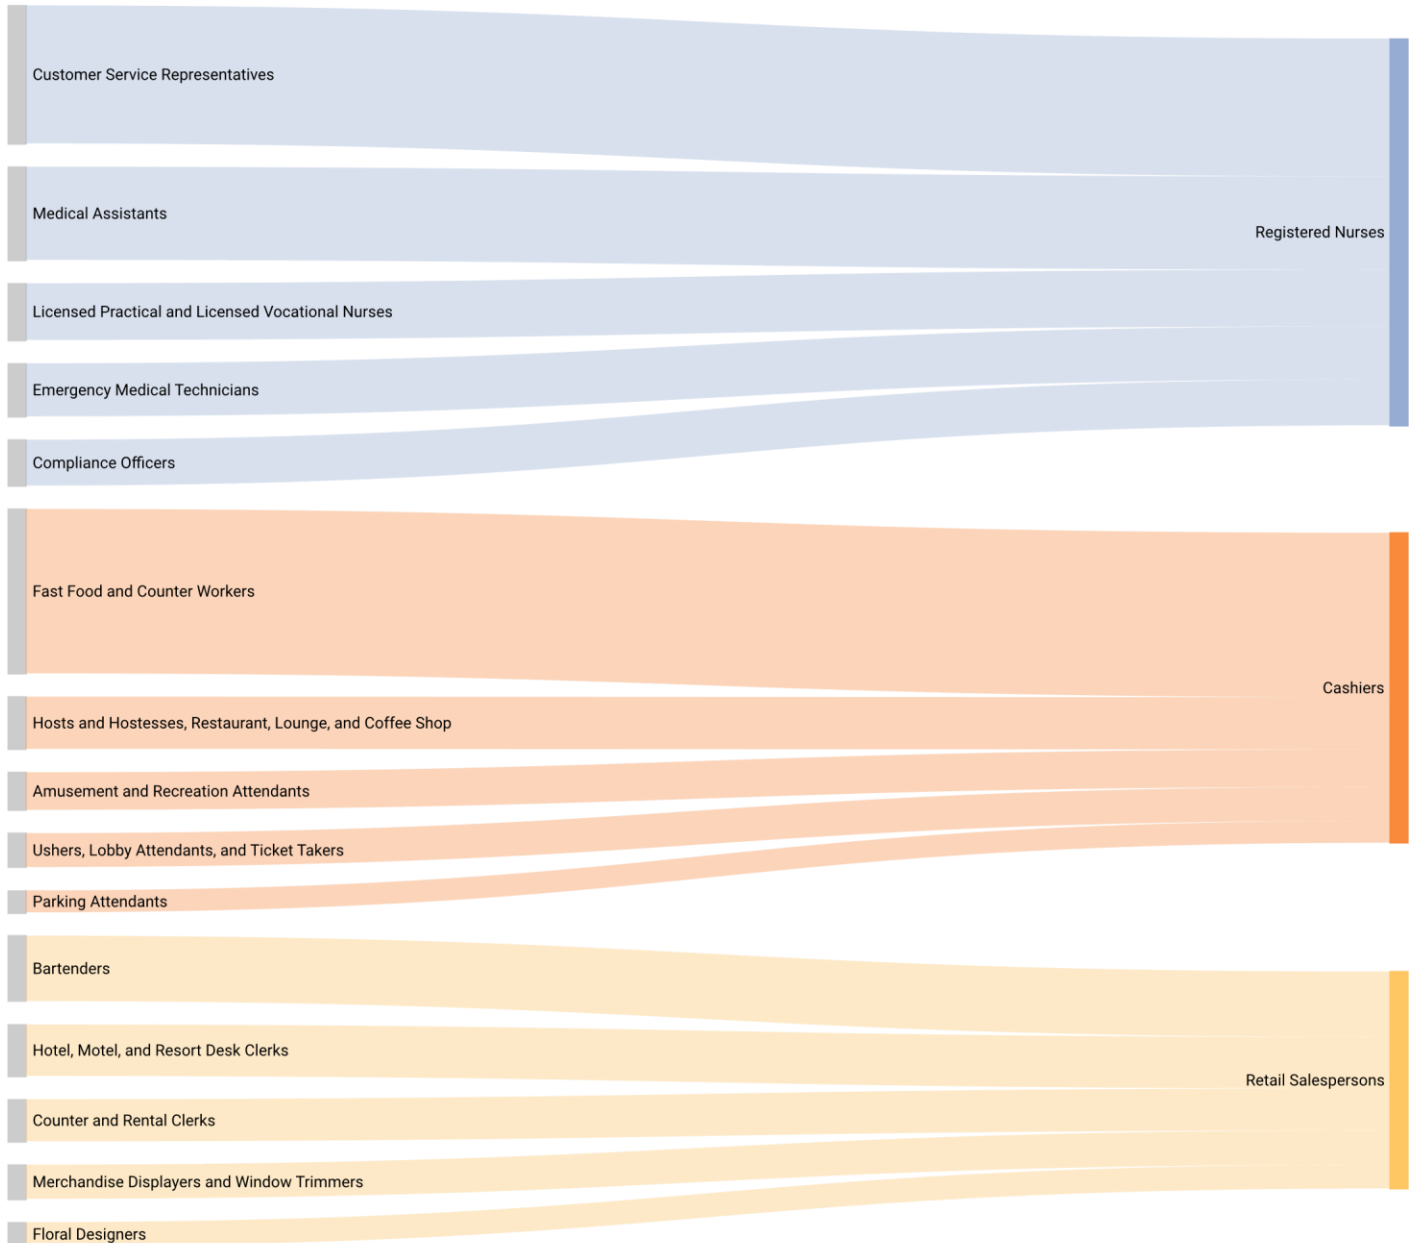 Customer Service Representatives
Medical Assistants
Registered Nurses
Licensed Practical and Licensed Vocational Nurses
Emergency Medical Technicians
Compliance Officers
Fast Food and Counter Workers
Cashiers
Hosts and Hostesses, Restaurant, Lounge, and Coffee Shop
Amusement and Recreation Attendants
Ushers, Lobby Attendants, and Ticket Takers
Parking Attendants
Bartenders
Hotel, Motel, and Resort Desk Clerks
Retail Salespersons
Counter and Rental Clerks
Merchandise Displayers and Window Trimmers
Floral Designers